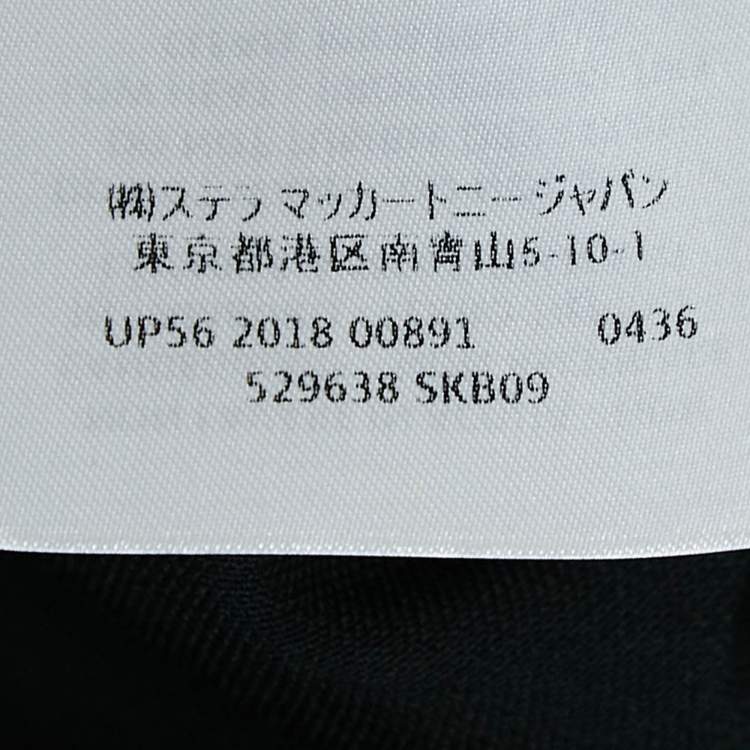 ㈱ステラ マッカートニー ジャパン
東京都港区南青山5-10-1
UP56 2018 00891 0436
529638 SKB09